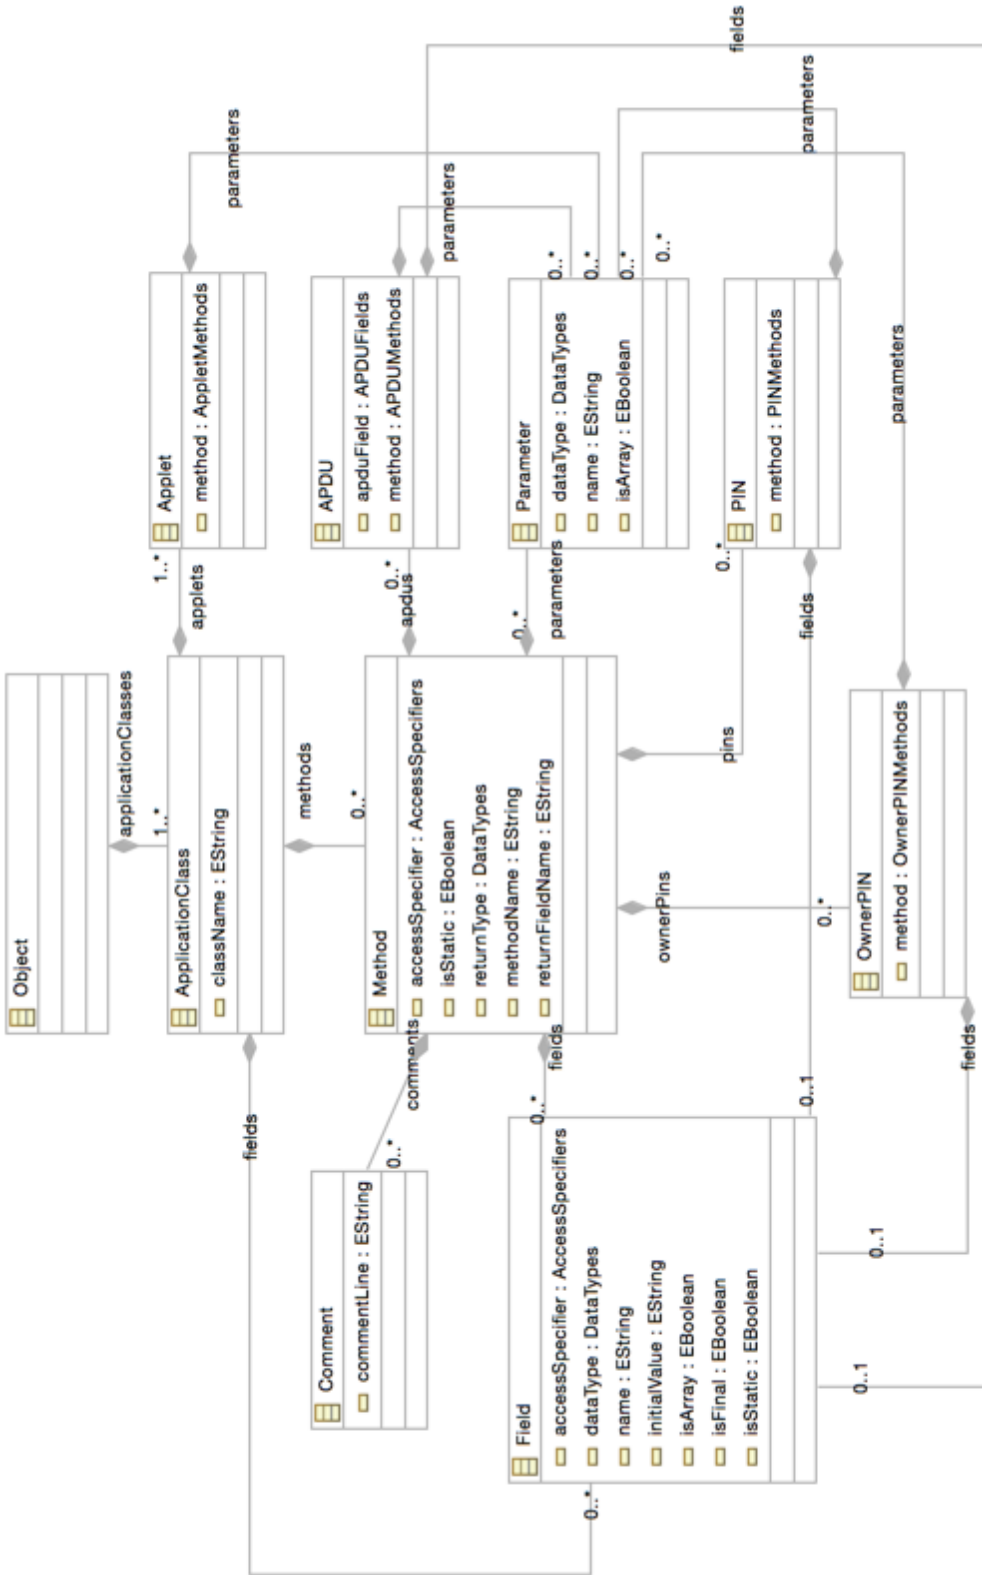 Object
applicationClasses
1..*
ApplicationClass
className : EString
applets
1..*
Applet
method : AppletMethods
parameters
fields
methods
0..*
Comment
commentLine : EString
0..*
comments
Method
accessSpecifier : AccessSpecifiers
isStatic : EBoolean
returnType : DataTypes
methodName : EString
returnFieldName : EString
apdus
0..*
APDU
apduField : APDUFields
method : APDUMethods
parameters
fields
Field
accessSpecifier : AccessSpecifiers
dataType : DataTypes
name : EString
initialValue : EString
isArray : EBoolean
isFinal : EBoolean
isStatic : EBoolean
0..*
0..*
fields
0..*
parameters
Parameter
dataType : DataTypes
name : EString
isArray : EBoolean
0..*
0..*
0..*
0..*
ownerPins
0..*
pins
0..*
PIN
method : PINMethods
parameters
fields
0..1
OwnerPIN
method : OwnerPINMethods
parameters
fields
0..1
0..1